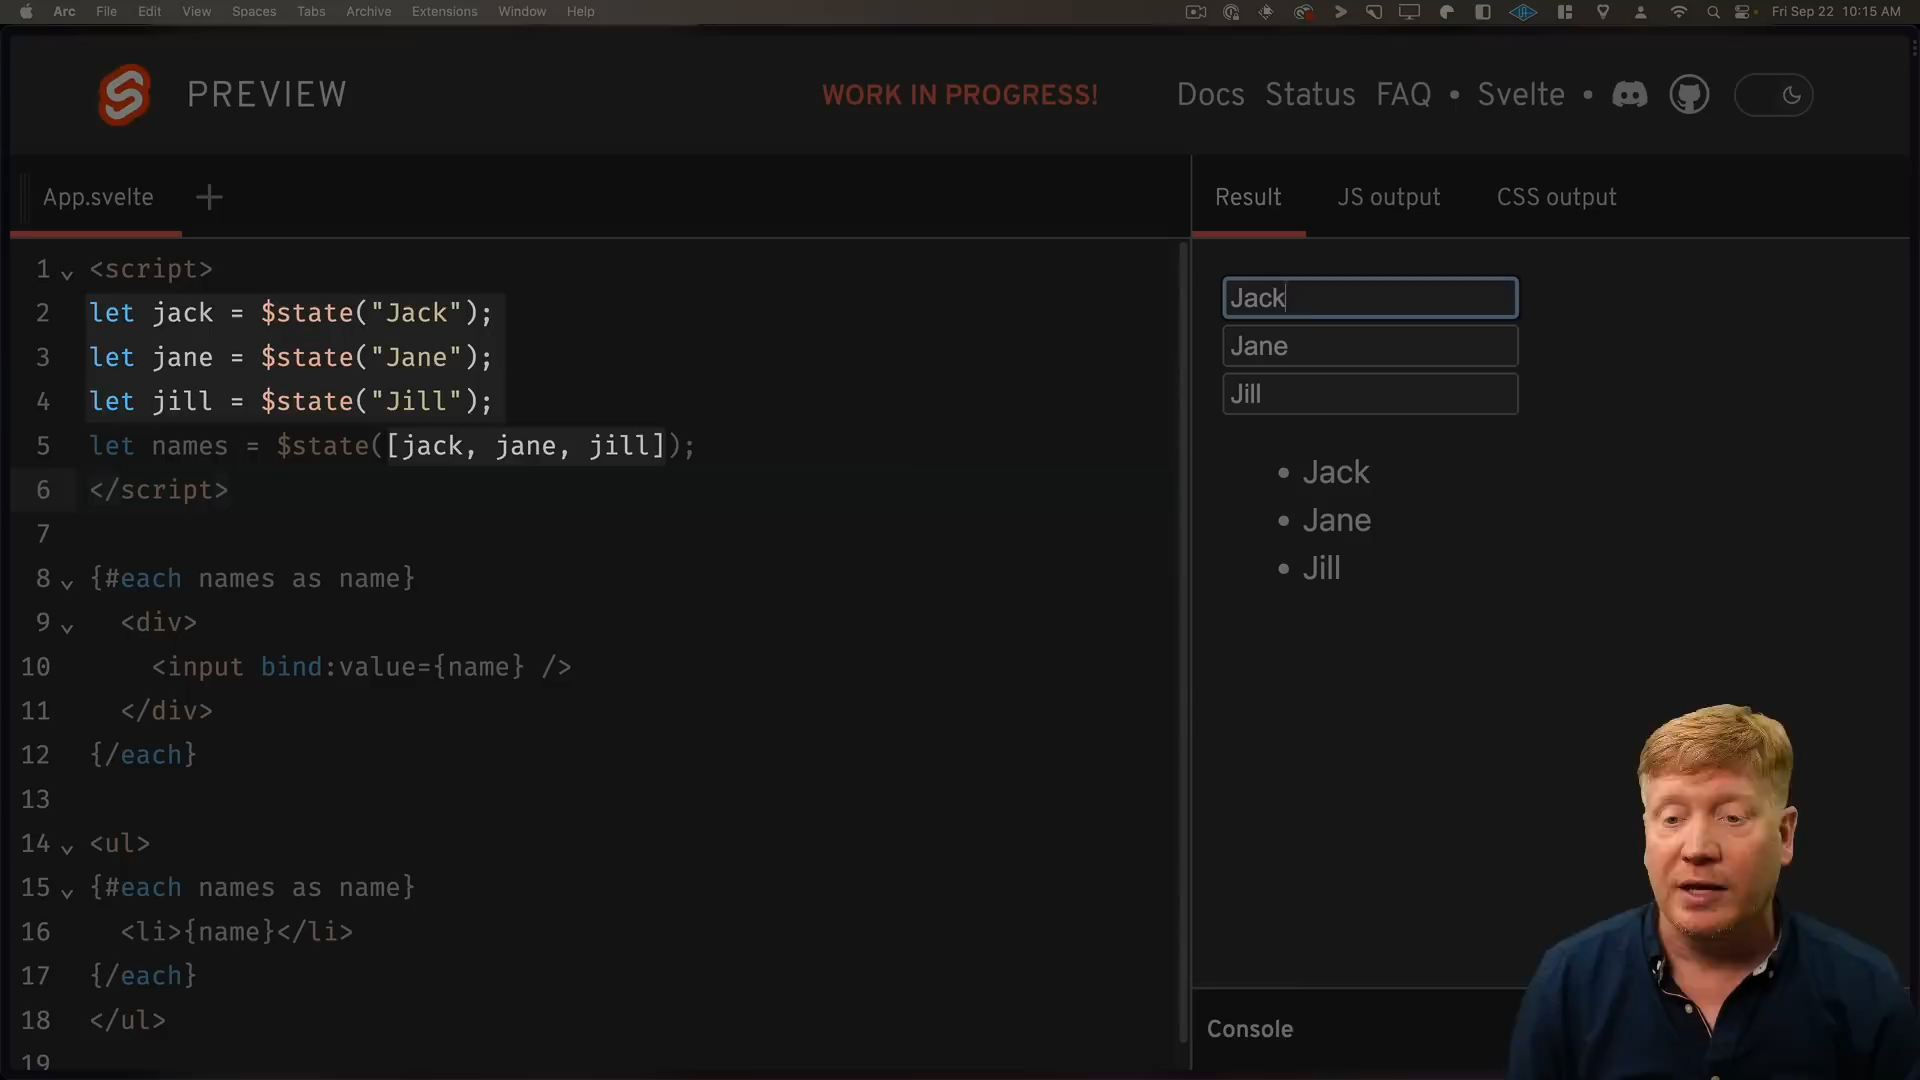 Arc File Edit View Spaces Tabs Archive Extensions Window Help Fri Sep 22 10:15 AM
PREVIEW WORK IN PROGRESS! Docs Status FAQ • Svelte •
App.svelte + Result JS output CSS output
1 <script>
2 let jack = $state("Jack");
3 let jane = $state("Jane");
4 let jill = $state("Jill");
5 let names = $state([jack, jane, jill]);
6 </script>
7
8 {#each names as name}
9 <div>
10 <input bind:value={name} />
11 </div>
12 {/each}
13
14 <ul>
15 {#each names as name}
16 <li>{name}</li>
17 {/each}
18 </ul>
19
Jack
Jane
Jill
• Jack
• Jane
• Jill
Console